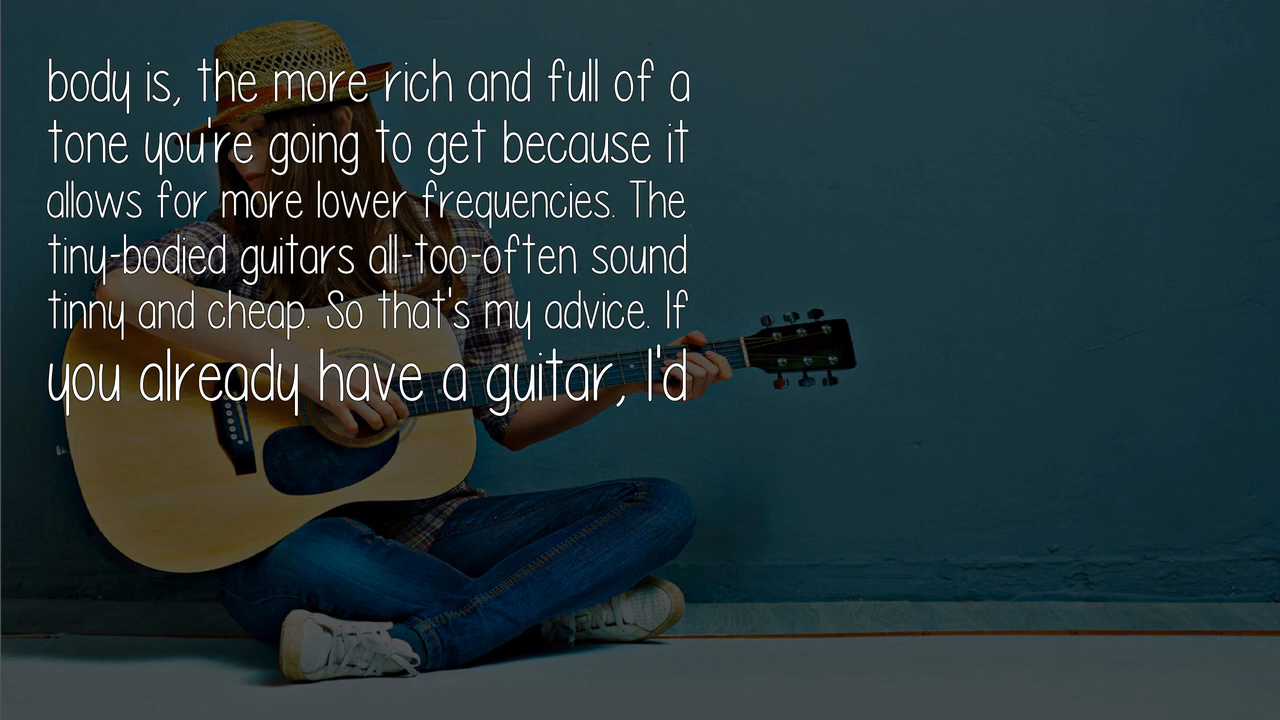 body is, the more rich and full of a
tone you're going to get because it
allows for more lower frequencies. The
tiny-bodied guitars all-too-often sound
tinny and cheap. So that's my advice. If
you already have a guitar, I'd